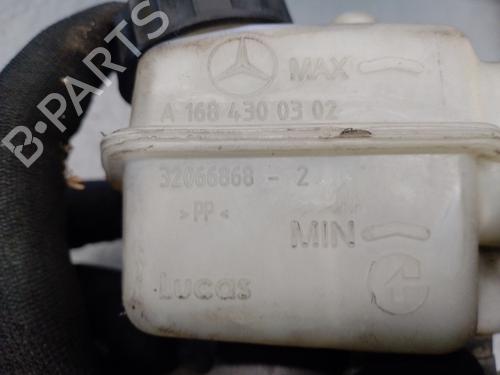 MAX
A 168 430 03 02
32066868 - 2
>PP<
MIN
Lucas
B-PARTS